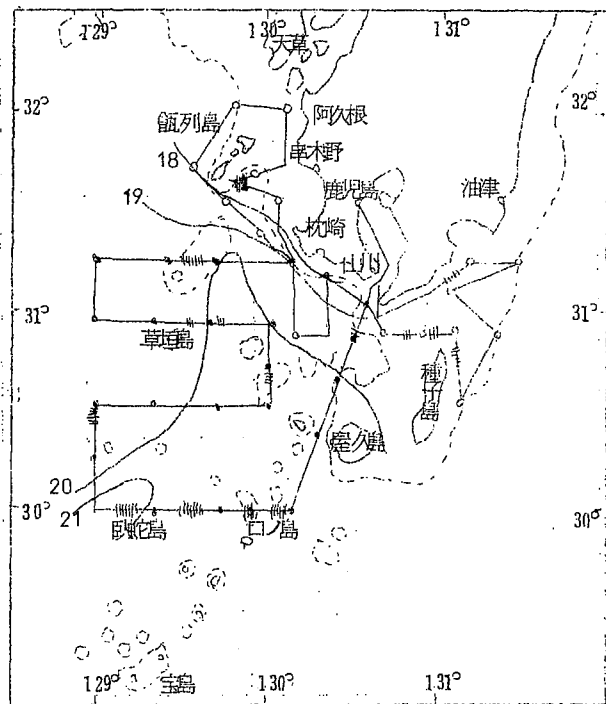 129° 130° 131°
天草
32° 32°
甑列島 阿久根
18 串木野
鹿児島 油津
19
枕崎
山川
31° 31°
草垣島
種子島
屋久島
20
30° 30°
21
臥蛇島 口ノ島
129° 130° 131°
宝島